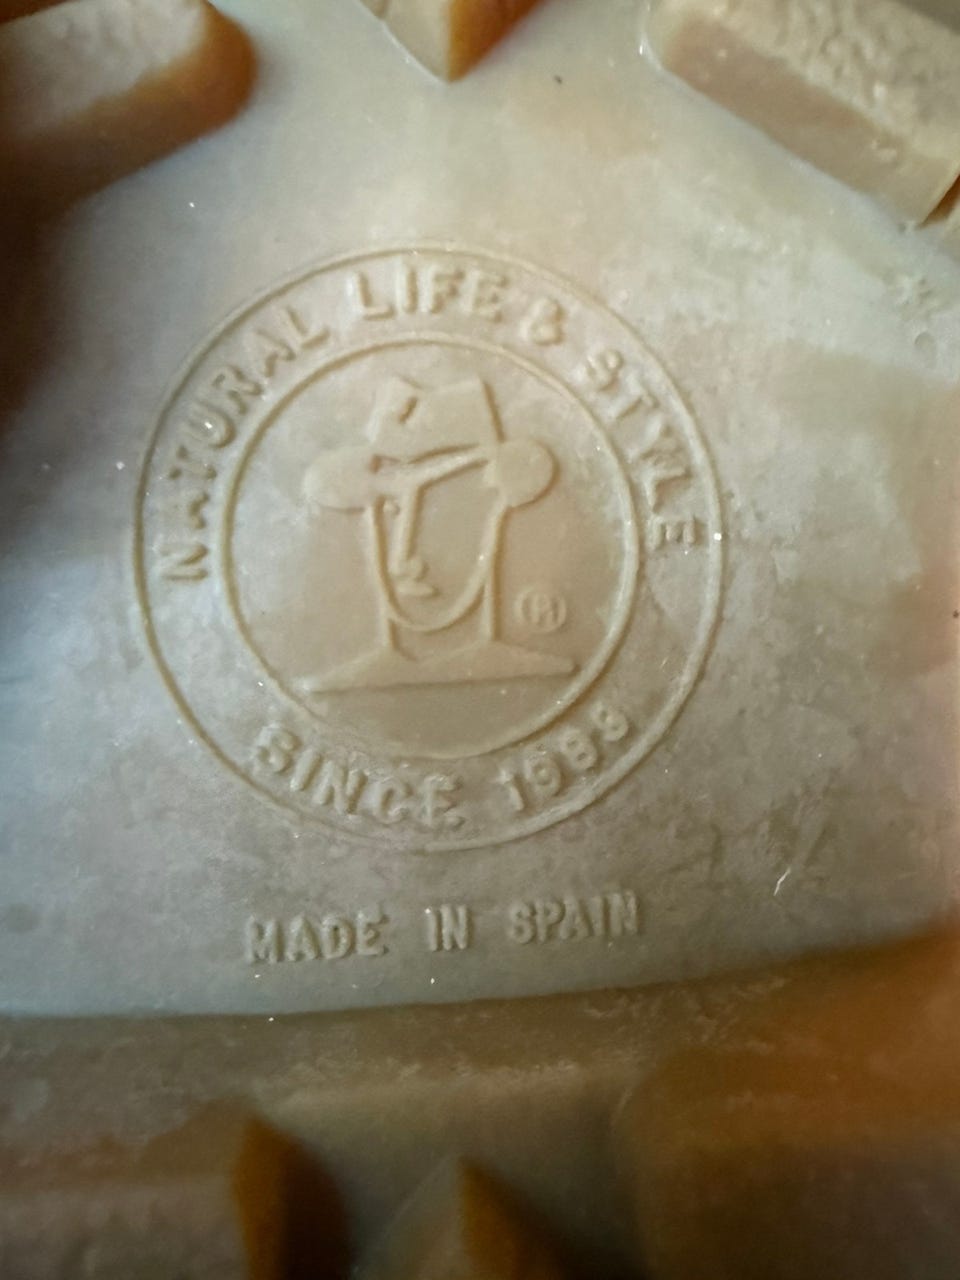 NATURAL LIFE & STYLE
®
SINCE 1989
MADE IN SPAIN